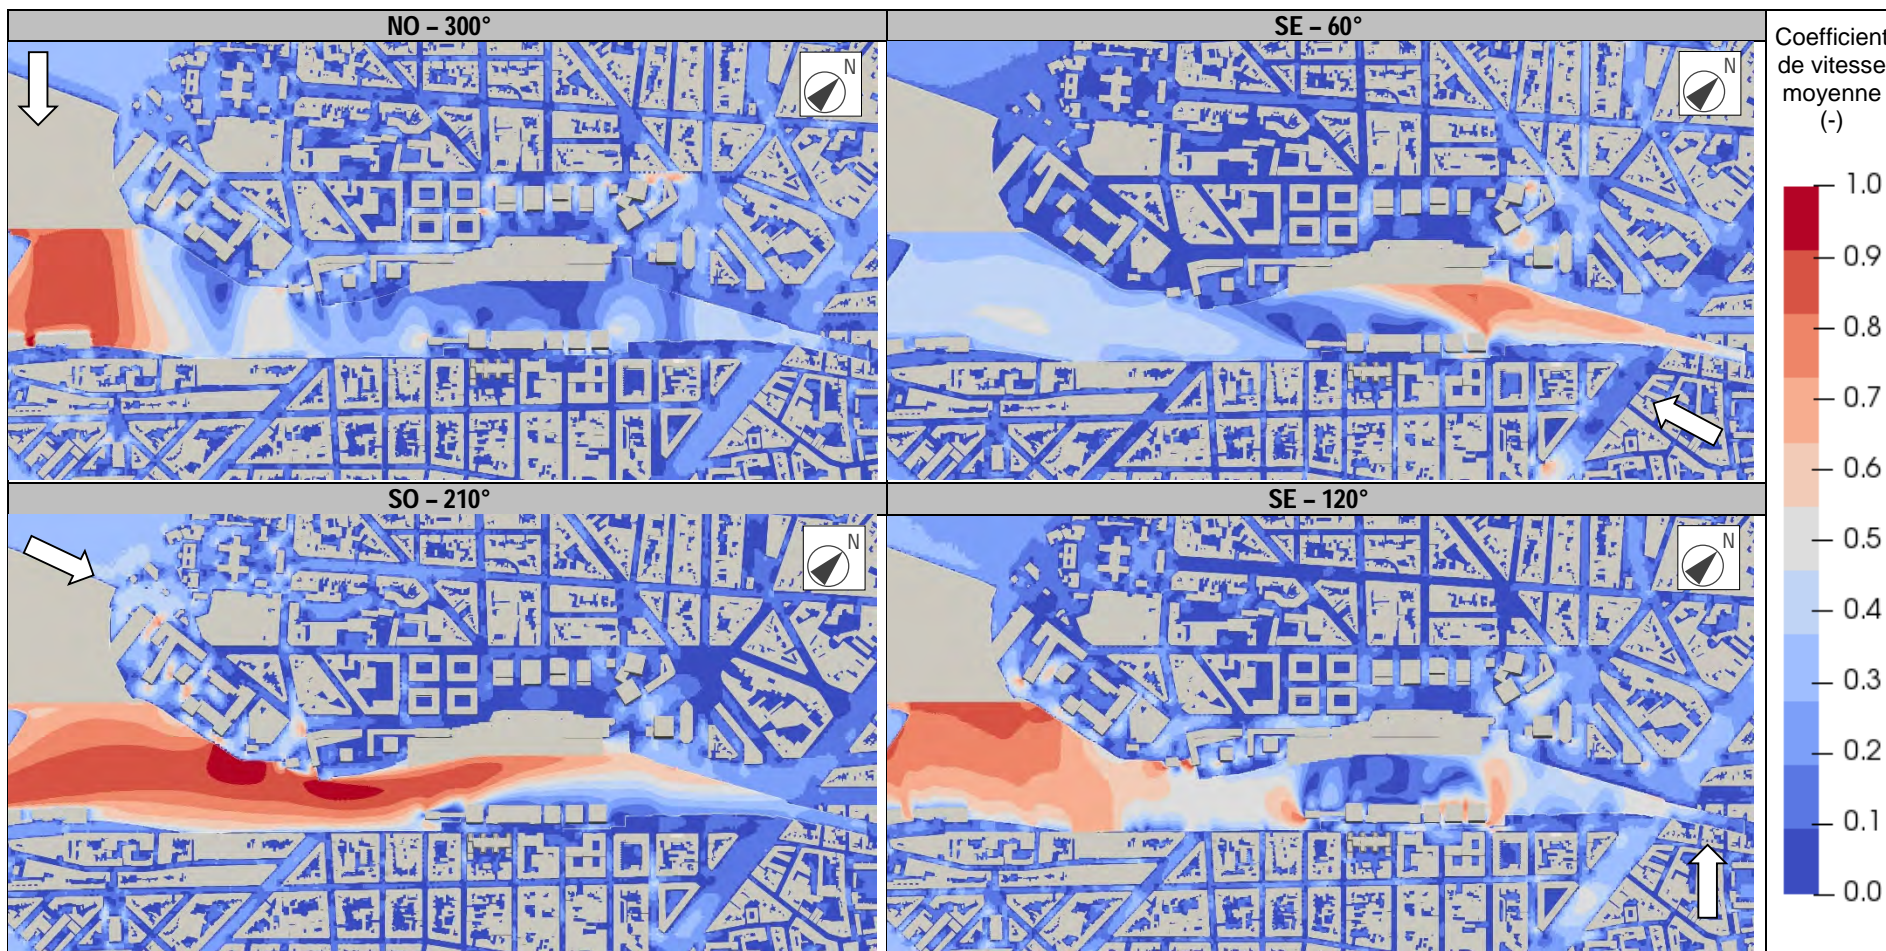 NO – 300°
SE – 60°
Coefficient
de vitesse
moyenne
(-)
N
N
1.0
0.9
0.8
0.7
0.6
0.5
0.4
0.3
0.2
0.1
0.0
SO - 210°
SE – 120°
N
N